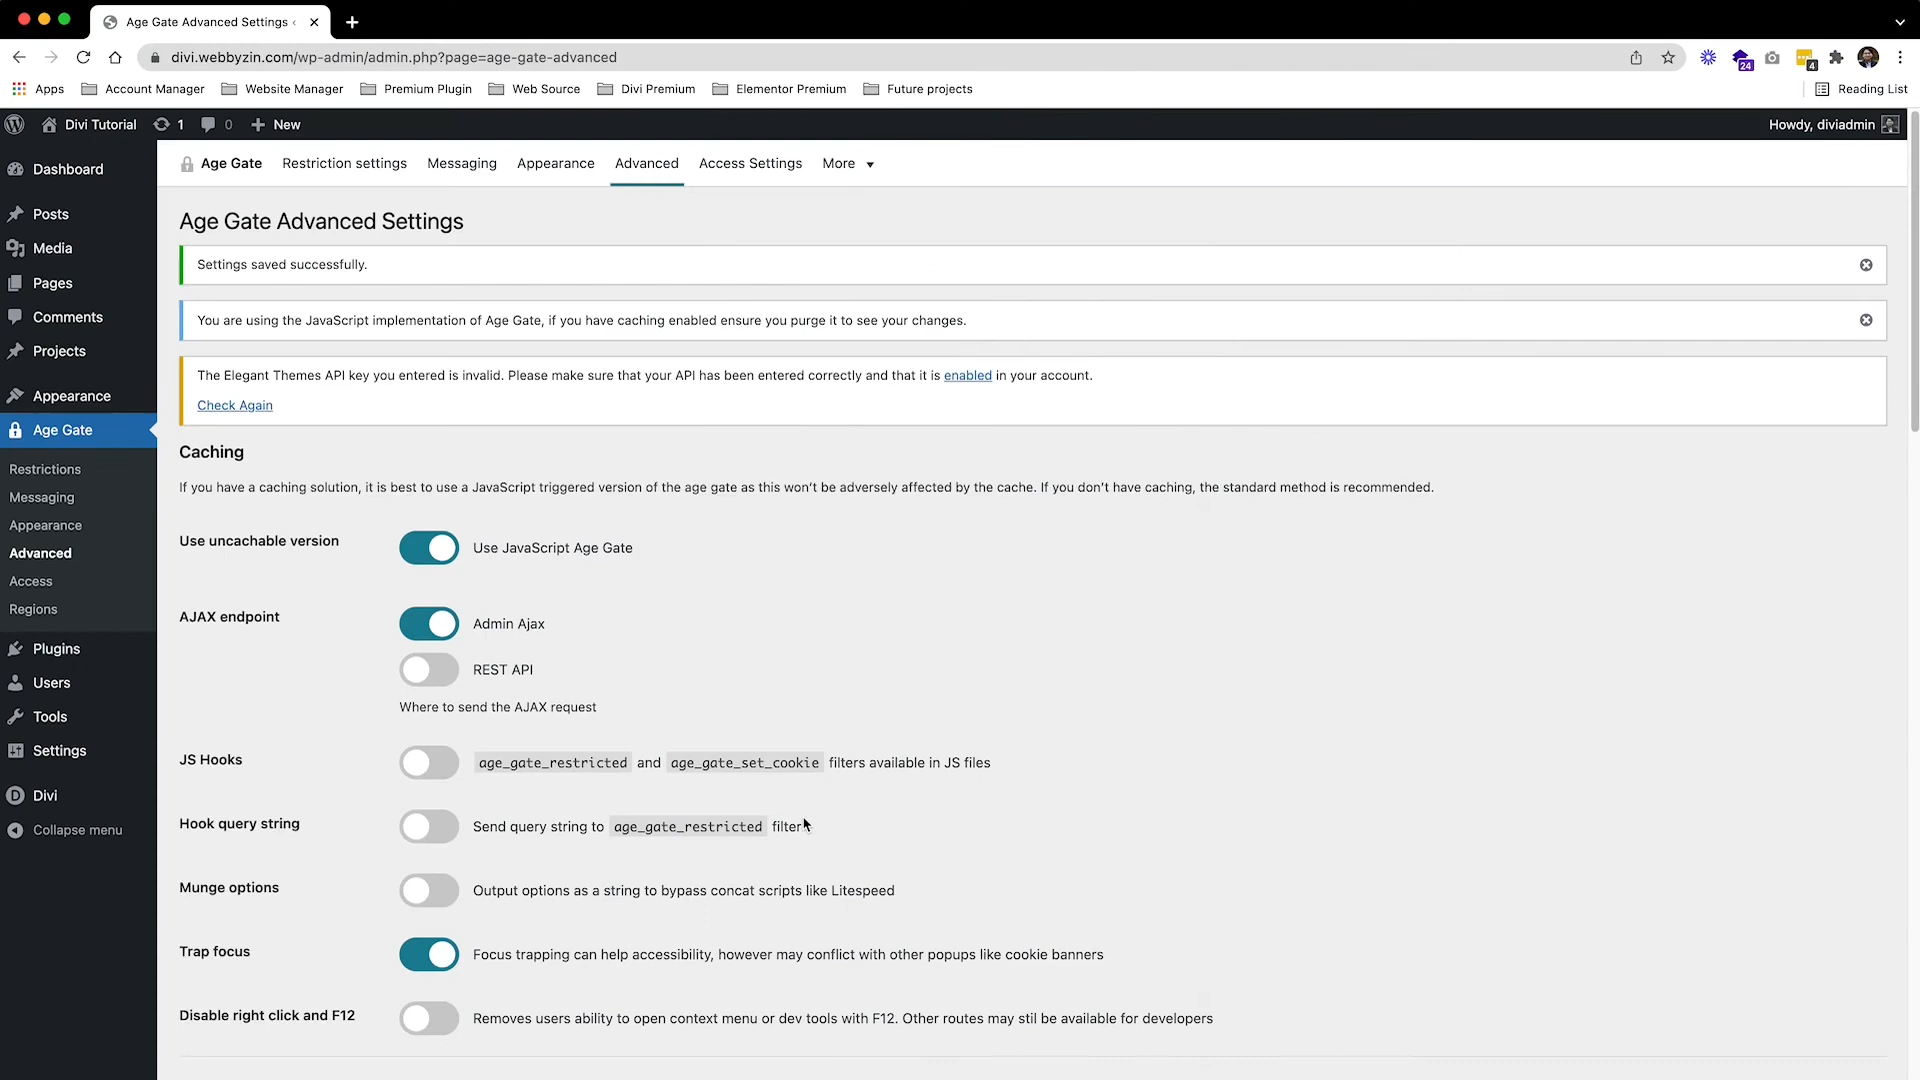 Age Gate Advanced Settings ‹
divi.webbyzin.com/wp-admin/admin.php?page=age-gate-advanced
24
4
Apps
Account Manager
Website Manager
Premium Plugin
Web Source
Divi Premium
Elementor Premium
Future projects
Reading List
Divi Tutorial
1
0
New
Howdy, diviadmin
Dashboard
Posts
Media
Pages
Comments
Projects
Appearance
Age Gate
Restrictions
Messaging
Appearance
Advanced
Access
Regions
Plugins
Users
Tools
Settings
Divi
Collapse menu
Age Gate
Restriction settings
Messaging
Appearance
Advanced
Access Settings
More
Age Gate Advanced Settings
Settings saved successfully.
You are using the JavaScript implementation of Age Gate, if you have caching enabled ensure you purge it to see your changes.
The Elegant Themes API key you entered is invalid. Please make sure that your API has been entered correctly and that it is enabled in your account.
Check Again
Caching
If you have a caching solution, it is best to use a JavaScript triggered version of the age gate as this won't be adversely affected by the cache. If you don't have caching, the standard method is recommended.
Use uncachable version
Use JavaScript Age Gate
AJAX endpoint
Admin Ajax
REST API
Where to send the AJAX request
JS Hooks
age_gate_restricted and age_gate_set_cookie filters available in JS files
Hook query string
Send query string to age_gate_restricted filter
Munge options
Output options as a string to bypass concat scripts like Litespeed
Trap focus
Focus trapping can help accessibility, however may conflict with other popups like cookie banners
Disable right click and F12
Removes users ability to open context menu or dev tools with F12. Other routes may stil be available for developers